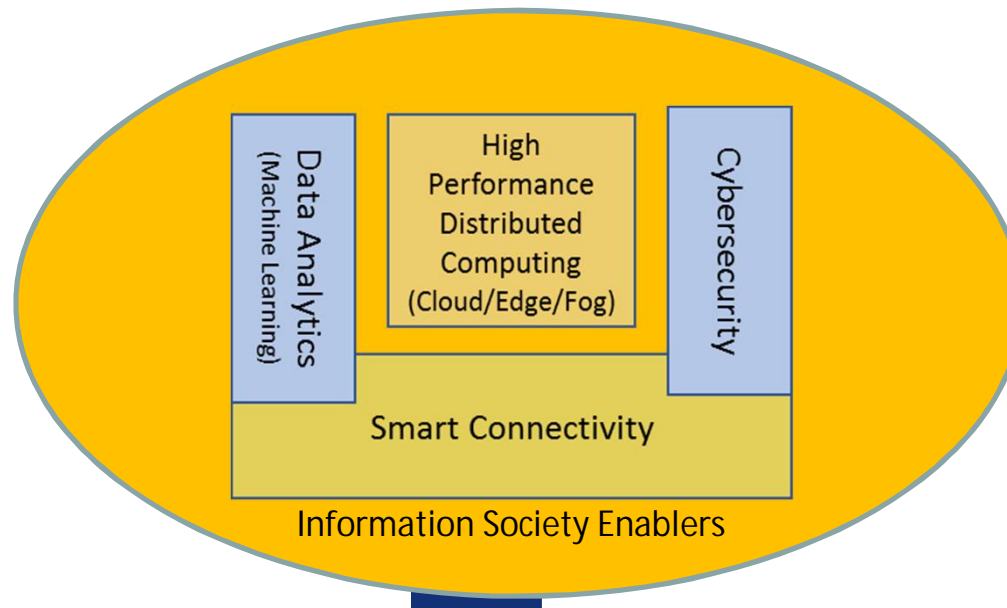 Data Analytics
(Machine Learning)
High
Performance
Distributed
Computing
(Cloud/Edge/Fog)
Cybersecurity
Smart Connectivity
Information Society Enablers